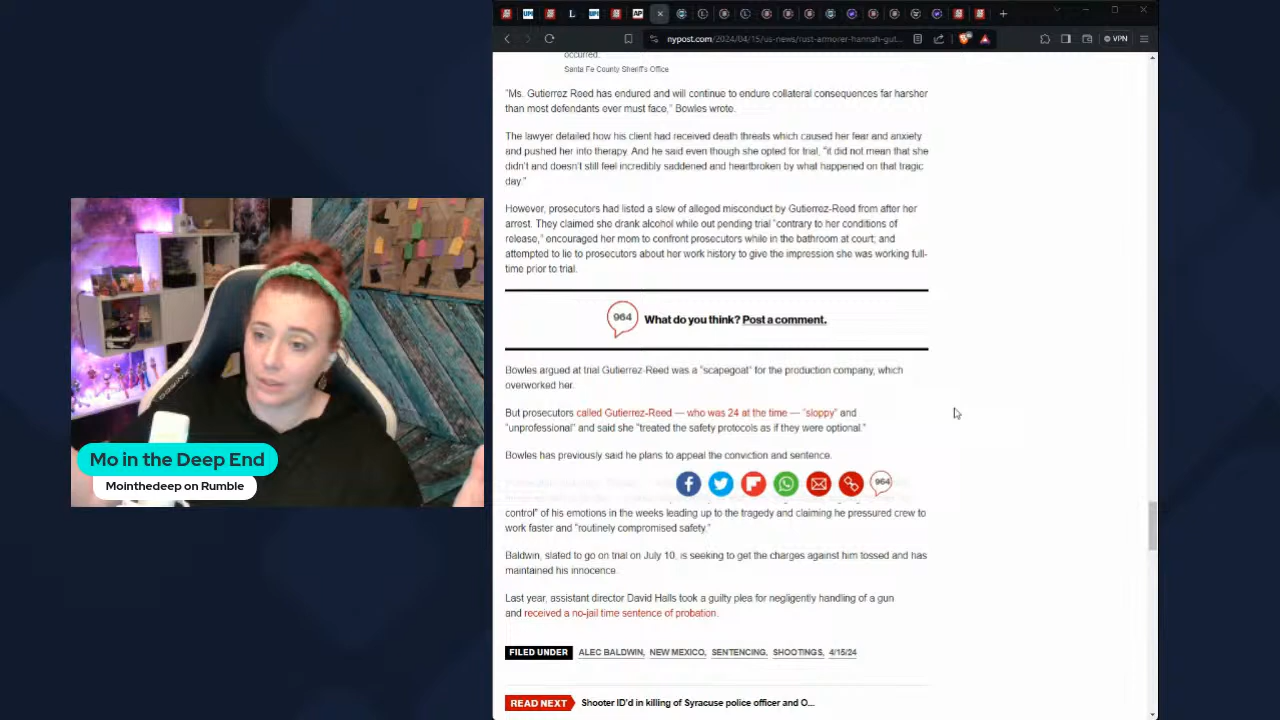 nypost.com/2024/04/15/us-news/rust-armorer-hannah-gut...
VPN
occurred.
Santa Fe County Sheriff's Office
"Ms. Gutierrez Reed has endured and will continue to endure collateral consequences far harsher
than most defendants ever must face," Bowles wrote.
The lawyer detailed how his client had received death threats which caused her fear and anxiety
and pushed her into therapy. And he said even though she opted for trial, "it did not mean that she
didn't and doesn't still feel incredibly saddened and heartbroken by what happened on that tragic
day."
However, prosecutors had listed a slew of alleged misconduct by Gutierrez-Reed from after her
arrest. They claimed she drank alcohol while out pending trial "contrary to her conditions of
release," encouraged her mom to confront prosecutors while in the bathroom at court; and
attempted to lie to prosecutors about her work history to give the impression she was working full-
time prior to trial.
964
What do you think? Post a comment.
Bowles argued at trial Gutierrez-Reed was a "scapegoat" for the production company, which
overworked her.
But prosecutors called Gutierrez-Reed — who was 24 at the time — "sloppy" and
"unprofessional" and said she "treated the safety protocols as if they were optional."
Bowles has previously said he plans to appeal the conviction and sentence.
964
control" of his emotions in the weeks leading up to the tragedy and claiming he pressured crew to
work faster and "routinely compromised safety."
Baldwin, slated to go on trial on July 10, is seeking to get the charges against him tossed and has
maintained his innocence.
Last year, assistant director David Halls took a guilty plea for negligently handling of a gun
and received a no-jail time sentence of probation.
FILED UNDER ALEC BALDWIN, NEW MEXICO, SENTENCING, SHOOTINGS, 4/15/24
READ NEXT Shooter ID'd in killing of Syracuse police officer and O...
Mo in the Deep End
Mointhedeep on Rumble